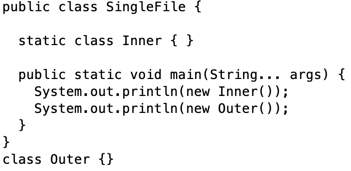 public class SingleFile {
  static class Inner { }
  public static void main(String... args) {
    System.out.println(new Inner());
    System.out.println(new Outer());
  }
}
class Outer {}